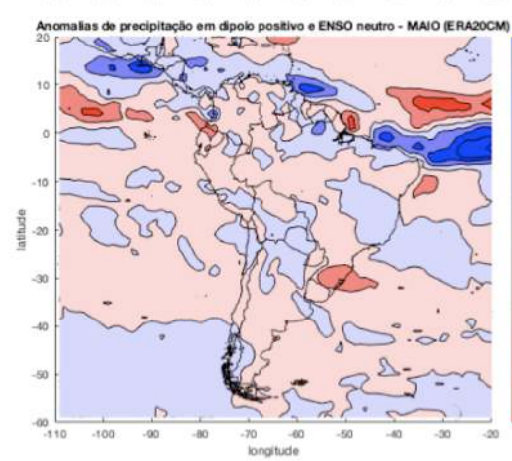 Anomalias de precipitação em dipolo positivo e ENSO neutro - MAIO (ERA20CM)
20
10
0
-10
-20
-30
-40
-50
-60
latitude
-110 -100 -90 -80 -70 -60 -50 -40 -30 -20
longitude